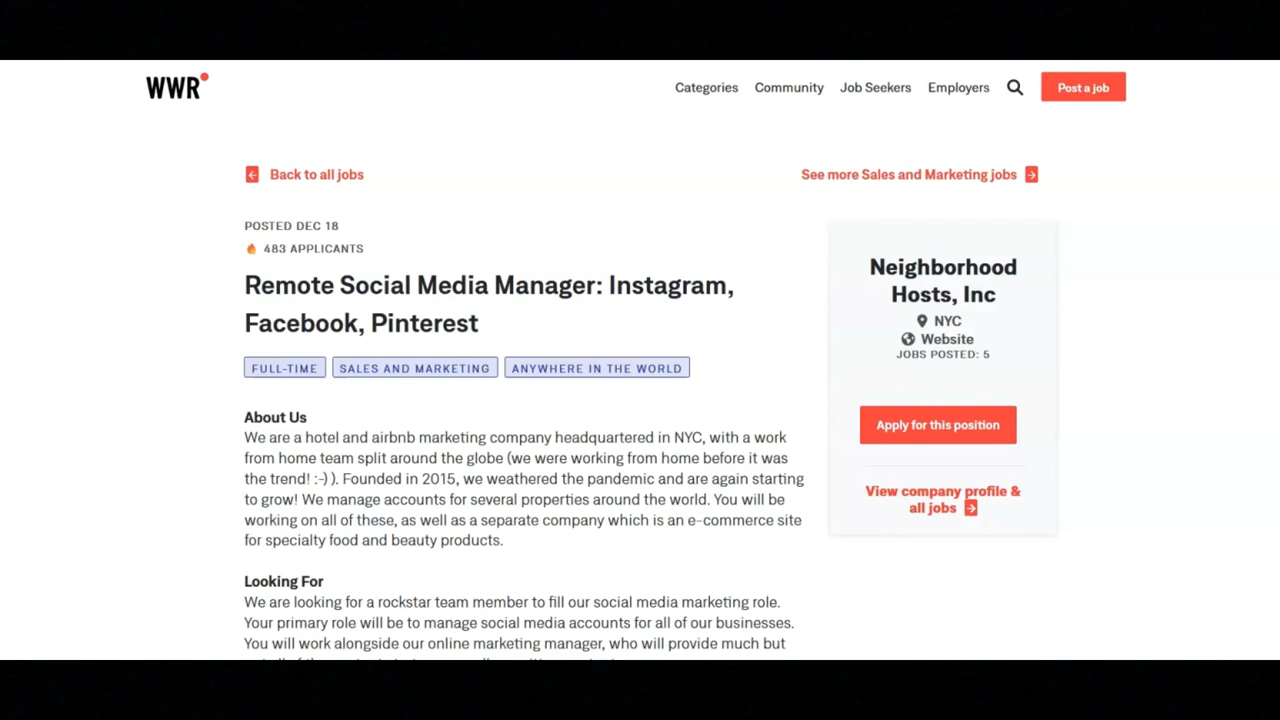 WWR
Categories Community Job Seekers Employers Post a job
Back to all jobs
See more Sales and Marketing jobs
POSTED DEC 18
483 APPLICANTS
Remote Social Media Manager: Instagram,
Facebook, Pinterest
FULL-TIME SALES AND MARKETING ANYWHERE IN THE WORLD
About Us
We are a hotel and airbnb marketing company headquartered in NYC, with a work
from home team split around the globe (we were working from home before it was
the trend! :-) ). Founded in 2015, we weathered the pandemic and are again starting
to grow! We manage accounts for several properties around the world. You will be
working on all of these, as well as a separate company which is an e-commerce site
for specialty food and beauty products.
Looking For
We are looking for a rockstar team member to fill our social media marketing role.
Your primary role will be to manage social media accounts for all of our businesses.
You will work alongside our online marketing manager, who will provide much but
Neighborhood
Hosts, Inc
NYC
Website
JOBS POSTED: 5
Apply for this position
View company profile &
all jobs